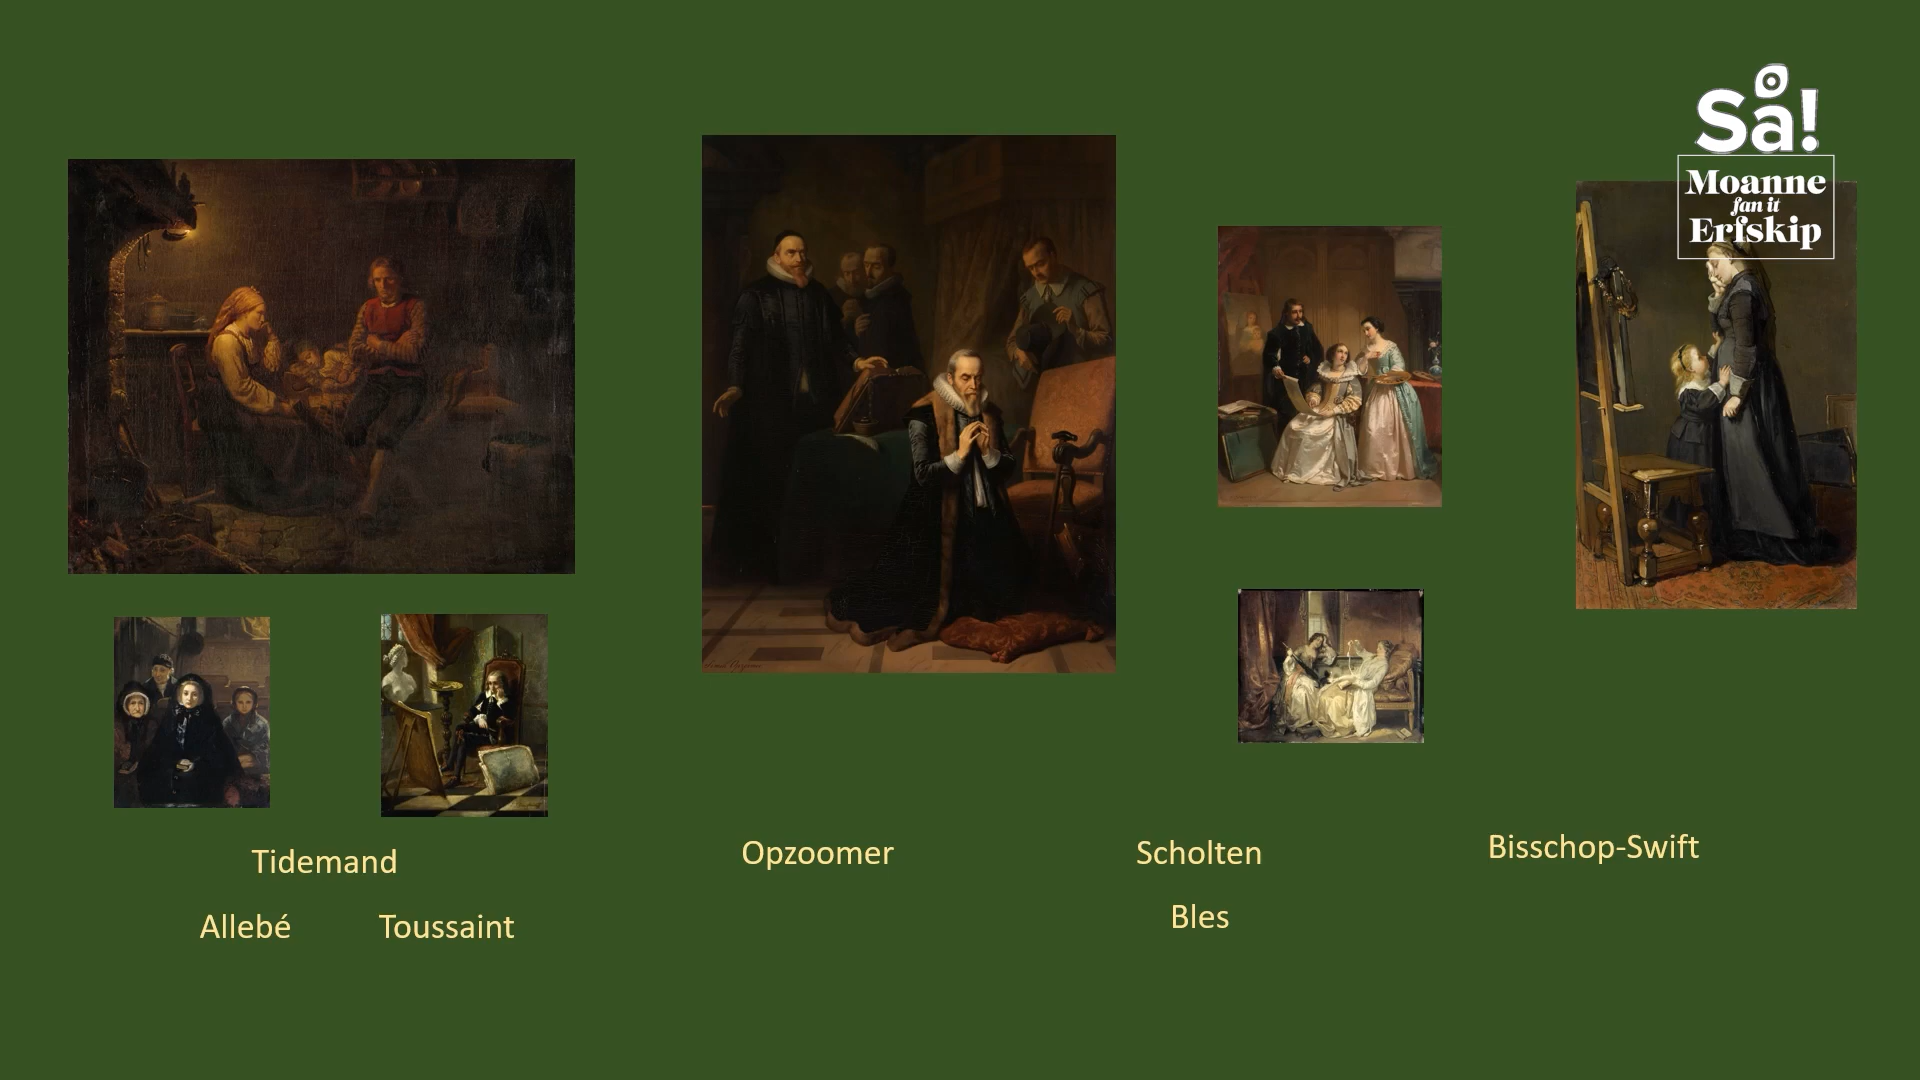 Så!
Moanne
fan it
Erfskip
Tidemand
Opzoomer
Scholten
Bisschop-Swift
Allebé
Toussaint
Bles